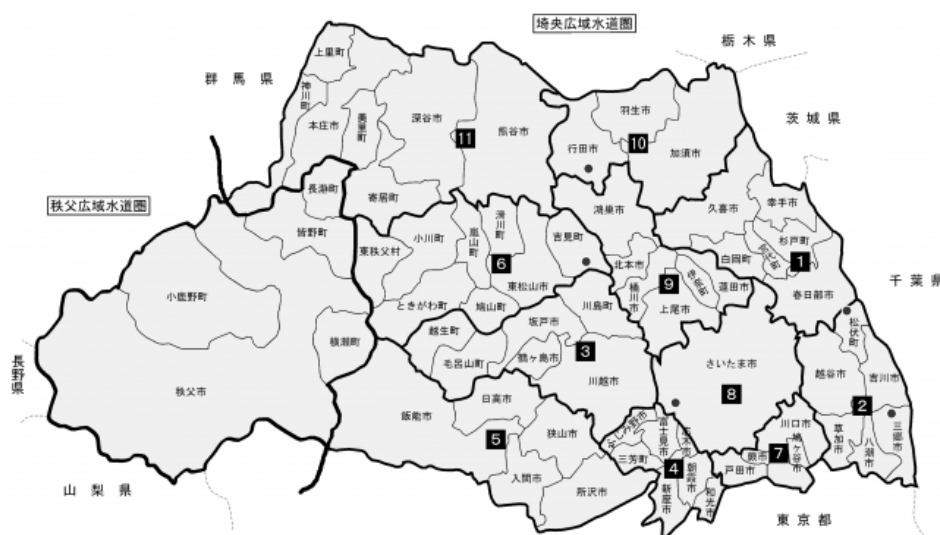 埼央広域水道圏
栃木県
群馬県
上里町
神川町
本庄市
美里町
深谷市
11
熊谷市
羽生市
10
行田市
加須市
茨城県
秩父広域水道圏
長瀞町
寄居町
皆野町
鴻巣市
久喜市
幸手市
杉戸町
宮代町
白岡町
1
春日部市
千葉県
東秩父村
小川町
嵐山町
滑川町
吉見町
6
東松山市
ときがわ町
鳩山町
北本市
桶川市
9
伊奈町
蓮田市
上尾市
小鹿野町
横瀬町
秩父市
長野県
山梨県
越生町
毛呂山町
坂戸市
鶴ヶ島市
川島町
3
川越市
さいたま市
8
松伏町
越谷市
吉川市
2
三郷市
草加市
八潮市
飯能市
日高市
5
狭山市
入間市
所沢市
ふじみ野市
富士見市
三芳町
志木市
4
朝霞市
新座市
和光市
川口市
鳩ヶ谷市
7
蕨市
戸田市
東京都